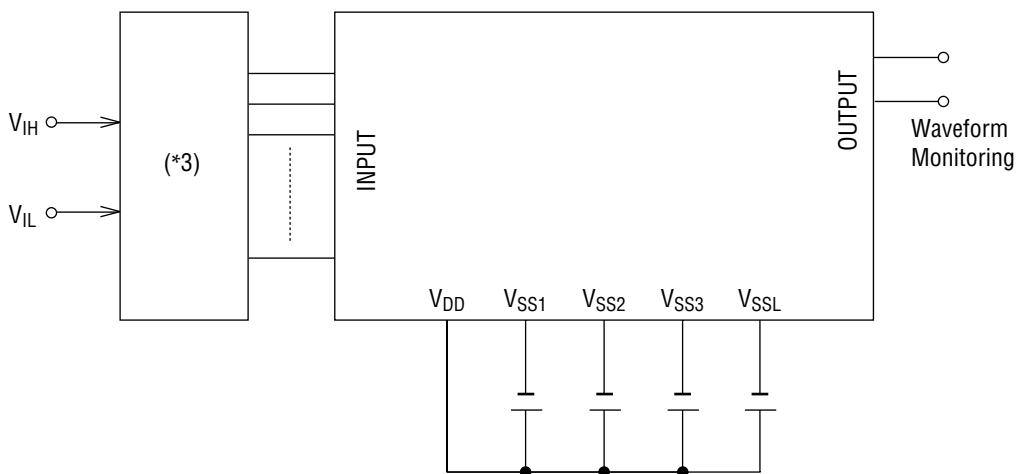 V_IH
V_IL
(*3)
INPUT
OUTPUT
Waveform
Monitoring
V_DD V_SS1 V_SS2 V_SS3 V_SSL